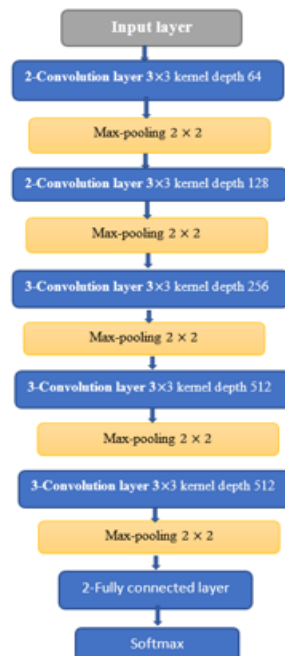 Input layer
2-Convolution layer 3×3 kernel depth 64
Max-pooling 2 × 2
2-Convolution layer 3×3 kernel depth 128
Max-pooling 2 × 2
3-Convolution layer 3×3 kernel depth 256
Max-pooling 2 × 2
3-Convolution layer 3×3 kernel depth 512
Max-pooling 2 × 2
3-Convolution layer 3×3 kernel depth 512
Max-pooling 2 × 2
2-Fully connected layer
Softmax